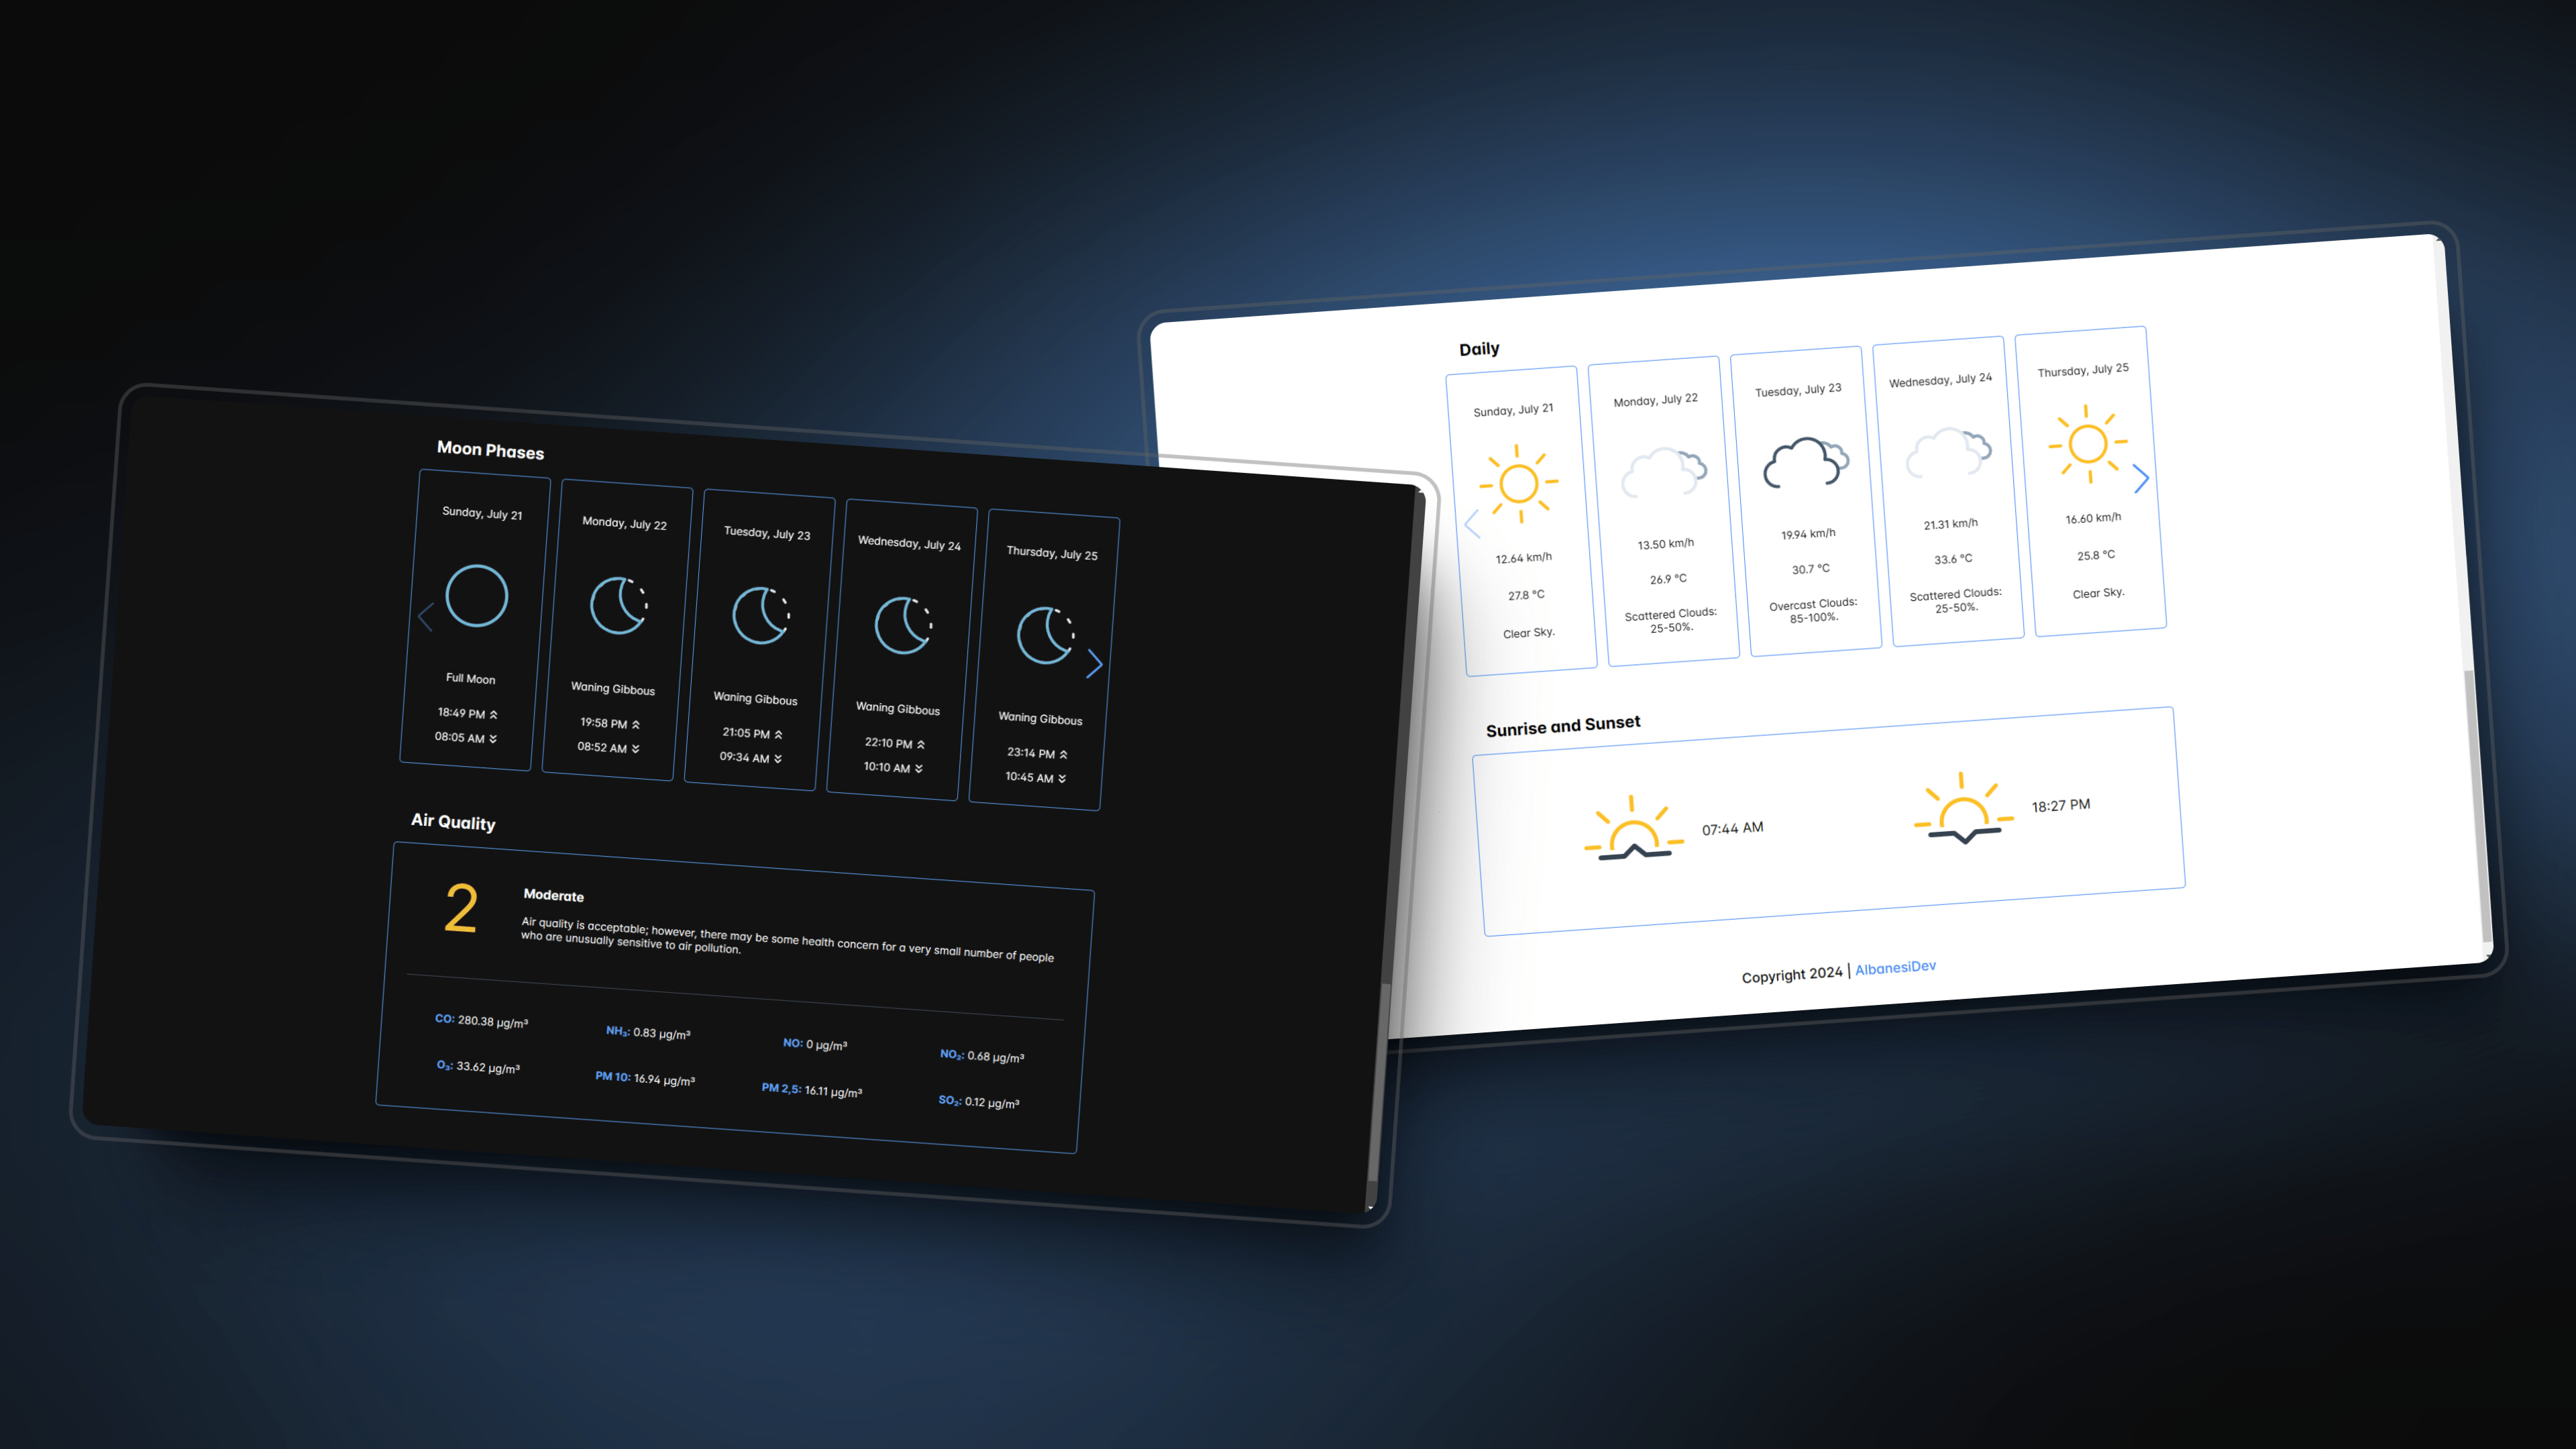 Moon Phases
Sunday, July 21
Full Moon
18:49 PM
08:05 AM
Monday, July 22
Waning Gibbous
19:58 PM
08:52 AM
Tuesday, July 23
Waning Gibbous
21:05 PM
09:34 AM
Wednesday, July 24
Waning Gibbous
22:10 PM
10:10 AM
Thursday, July 25
Waning Gibbous
23:14 PM
10:45 AM
Air Quality
2
Moderate
Air quality is acceptable; however, there may be some health concern for a very small number of people
who are unusually sensitive to air pollution.
CO: 280.38 µg/m³
NH₃: 0.83 µg/m³
NO: 0 µg/m³
NO₂: 0.68 µg/m³
O₃: 33.62 µg/m³
PM 10: 16.94 µg/m³
PM 2,5: 16.11 µg/m³
SO₂: 0.12 µg/m³
Daily
Sunday, July 21
12.64 km/h
27.8 °C
Clear Sky.
Monday, July 22
13.50 km/h
26.9 °C
Scattered Clouds:
25-50%.
Tuesday, July 23
19.94 km/h
30.7 °C
Overcast Clouds:
85-100%.
Wednesday, July 24
21.31 km/h
33.6 °C
Scattered Clouds:
25-50%.
Thursday, July 25
16.60 km/h
25.8 °C
Clear Sky.
Sunrise and Sunset
07:44 AM
18:27 PM
Copyright 2024 | AlbanesiDev